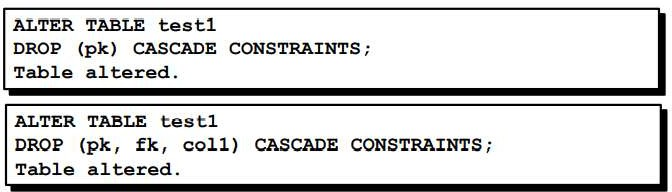 ALTER TABLE test1
DROP (pk) CASCADE CONSTRAINTS;
Table altered.
ALTER TABLE test1
DROP (pk, fk, col1) CASCADE CONSTRAINTS;
Table altered.